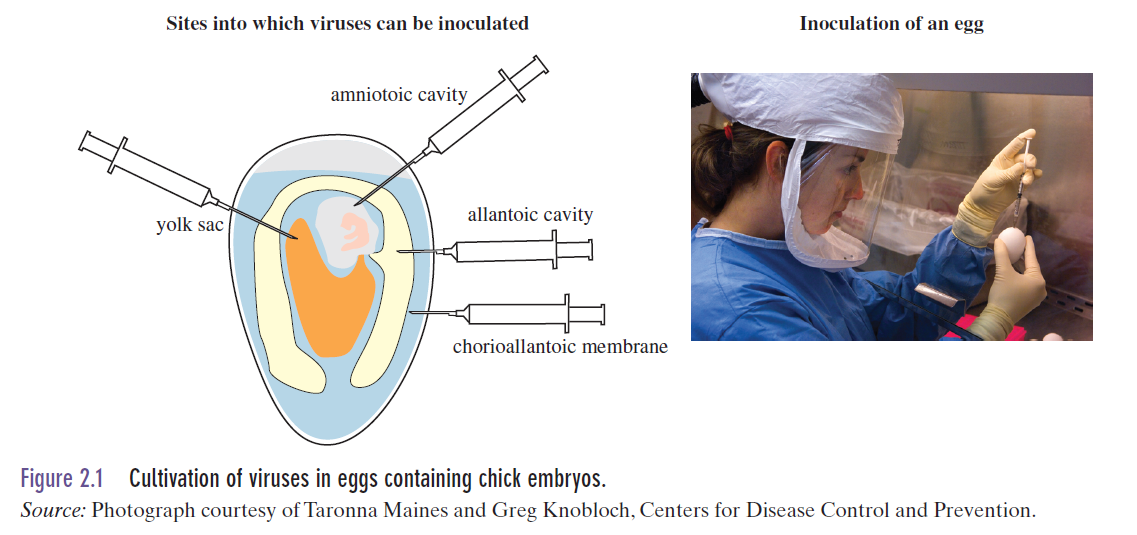 Sites into which viruses can be inoculated
Inoculation of an egg
amniotoic cavity
yolk sac
allantoic cavity
chorioallantoic membrane
Figure 2.1 Cultivation of viruses in eggs containing chick embryos.
Source: Photograph courtesy of Taronna Maines and Greg Knobloch, Centers for Disease Control and Prevention.